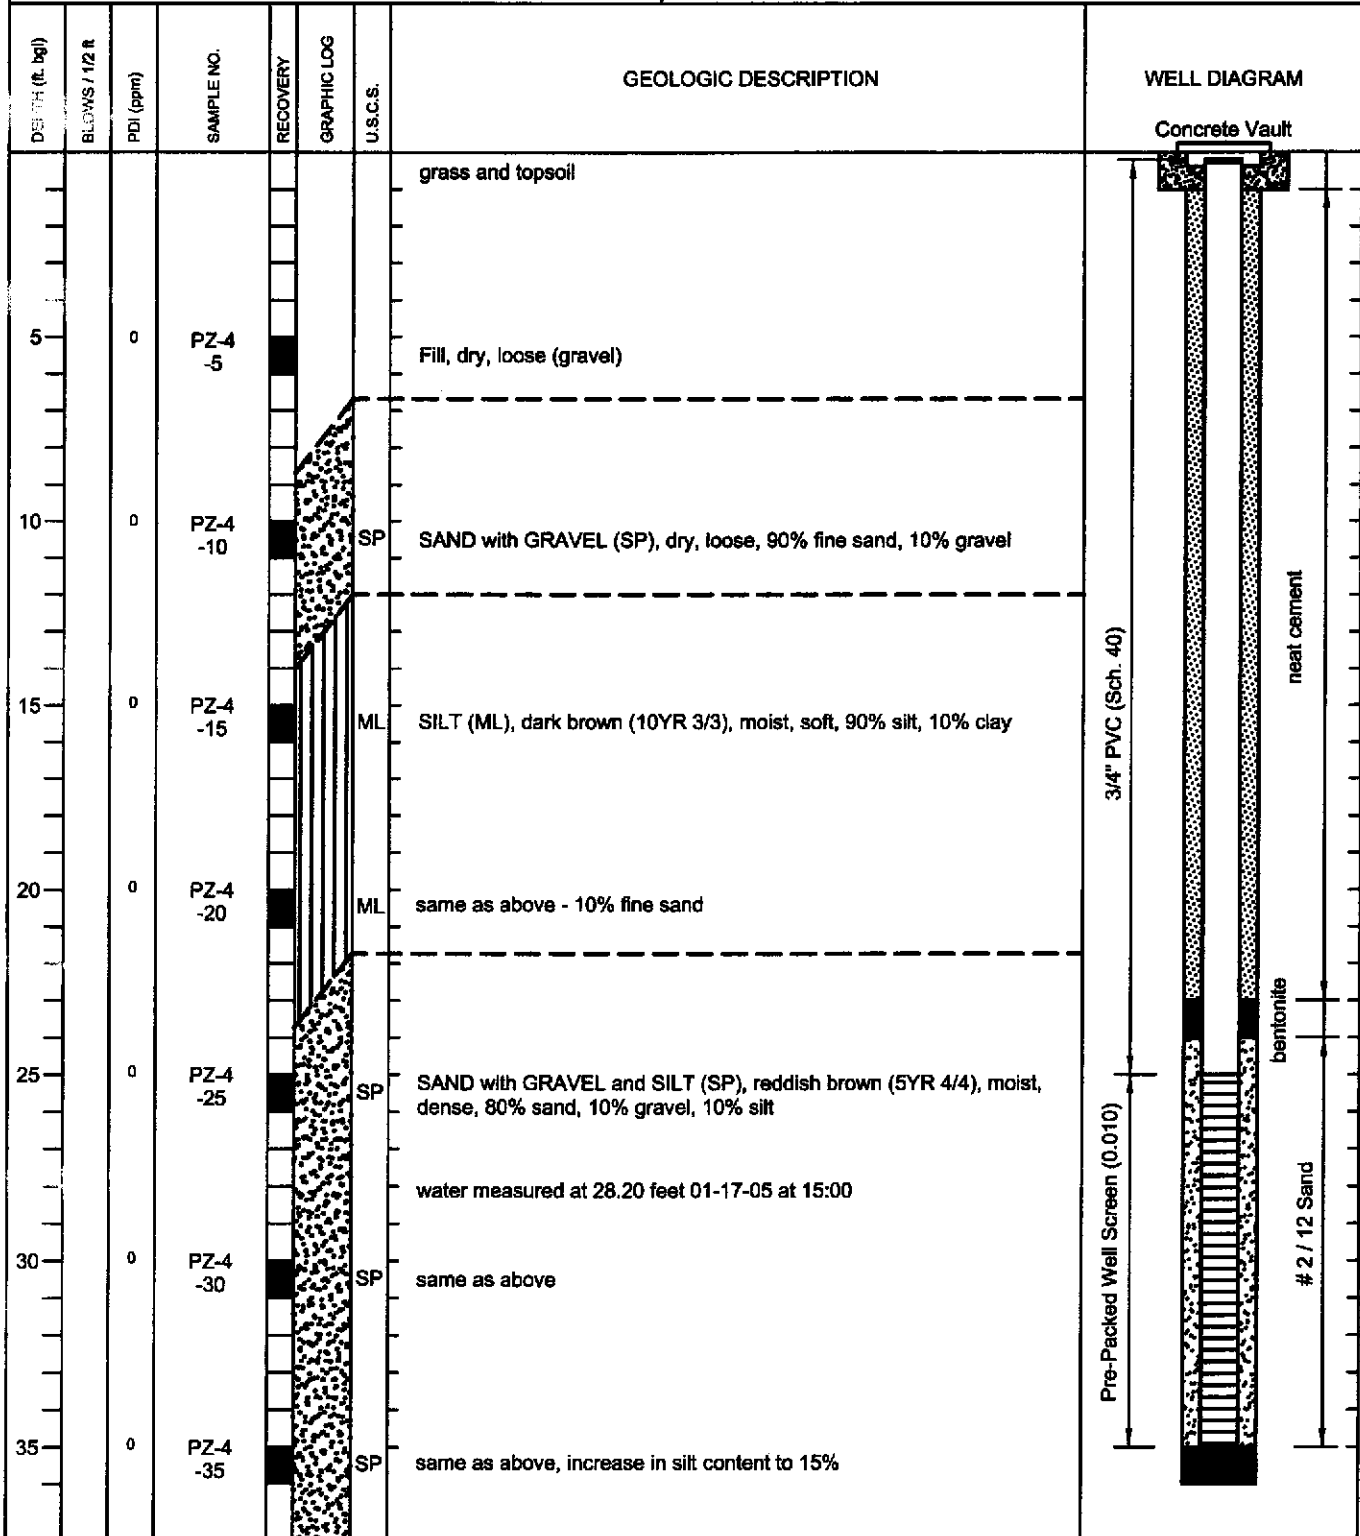 DEPTH (ft. bgl)
BLOWS / 1/2 ft
PDI (ppm)
SAMPLE NO.
RECOVERY
GRAPHIC LOG
U.S.C.S.
GEOLOGIC DESCRIPTION
WELL DIAGRAM
Concrete Vault
grass and topsoil
5
0
PZ-4
-5
Fill, dry, loose (gravel)
10
0
PZ-4
-10
SP
SAND with GRAVEL (SP), dry, loose, 90% fine sand, 10% gravel
15
0
PZ-4
-15
ML
SILT (ML), dark brown (10YR 3/3), moist, soft, 90% silt, 10% clay
20
0
PZ-4
-20
ML
same as above - 10% fine sand
25
0
PZ-4
-25
SP
SAND with GRAVEL and SILT (SP), reddish brown (5YR 4/4), moist,
dense, 80% sand, 10% gravel, 10% silt
water measured at 28.20 feet 01-17-05 at 15:00
30
0
PZ-4
-30
SP
same as above
35
0
PZ-4
-35
SP
same as above, increase in silt content to 15%
3/4" PVC (Sch. 40)
Pre-Packed Well Screen (0.010)
neat cement
bentonite
# 2 / 12 Sand